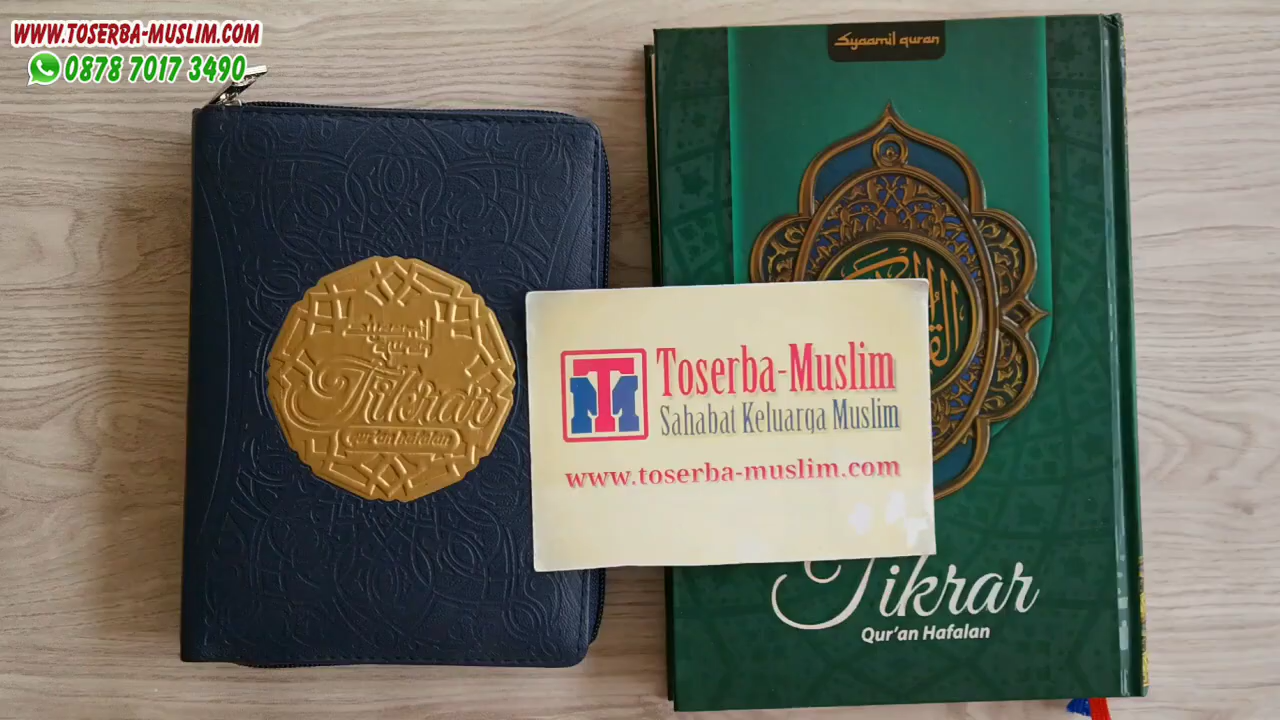 WWW.TOSERBA-MUSLIM.COM
0878 7017 3490
Syaamil quran
Syaamil
quran
Tikrar
qur'an hafalan
TM
Toserba-Muslim
Sahabat Keluarga Muslim
www.toserba-muslim.com
Tikrar
Qur'an Hafalan